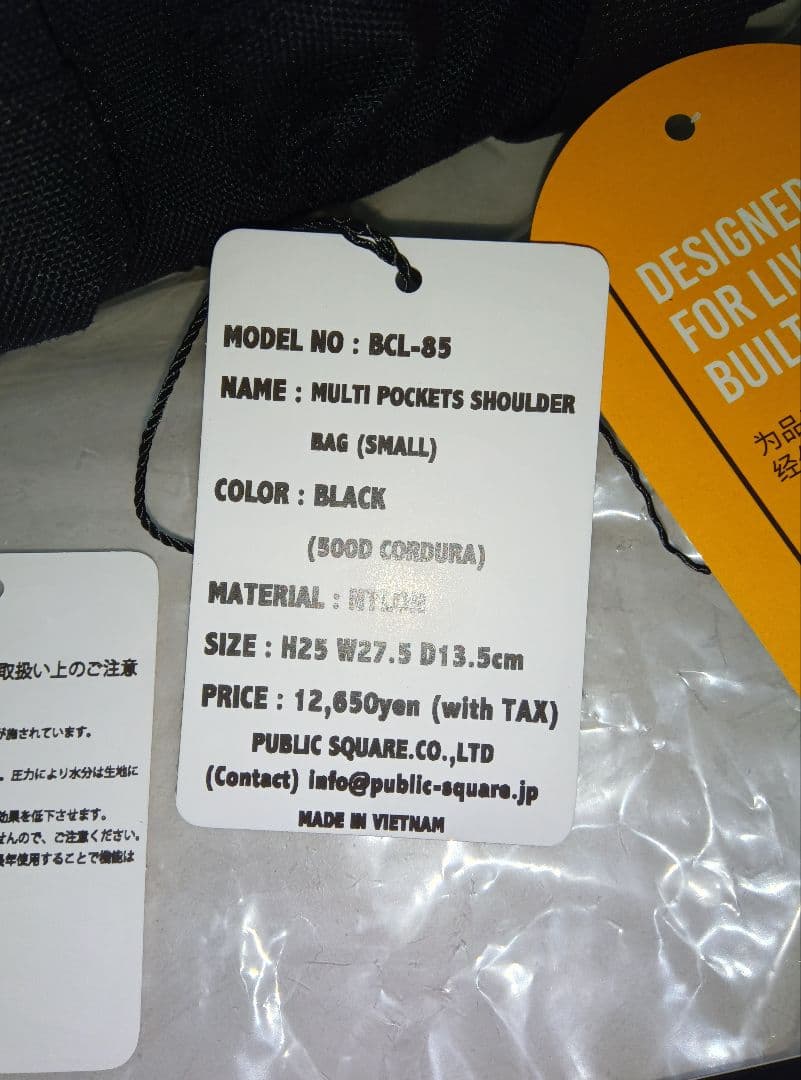 MODEL NO : BCL-85
NAME : MULTI POCKETS SHOULDER
BAG (SMALL)
COLOR : BLACK
(500D CORDURA)
MATERIAL : NYLON
SIZE : H25 W27.5 D13.5cm
PRICE : 12,650yen (with TAX)
PUBLIC SQUARE.CO.,LTD
(Contact) info@public-square.jp
MADE IN VIETNAM
DESIGNED
FOR LIV
BUILT
为品
取扱い上のご注意
が施されています。
。圧力により水分は生地に
効果を低下させます。
せんので、ご注意ください。
長年使用することで機能は